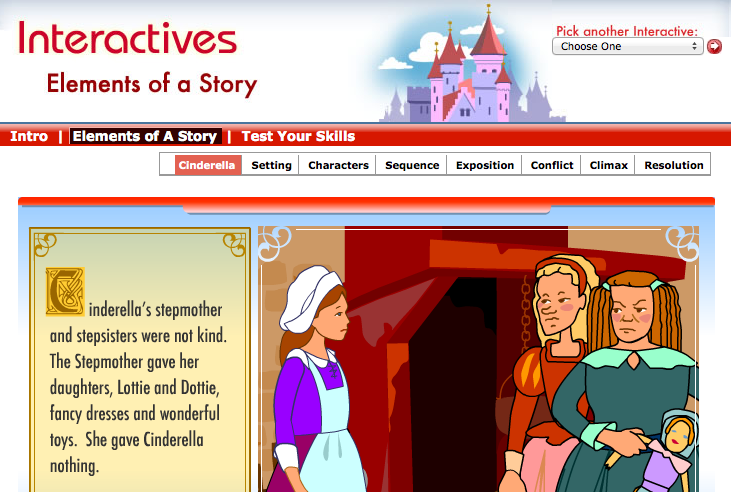 Interactives
Pick another Interactive:
Choose One
Elements of a Story
Intro | Elements of A Story | Test Your Skills
Cinderella Setting Characters Sequence Exposition Conflict Climax Resolution
Cinderella's stepmother
and stepsisters were not kind.
The Stepmother gave her
daughters, Lottie and Dottie,
fancy dresses and wonderful
toys. She gave Cinderella
nothing.